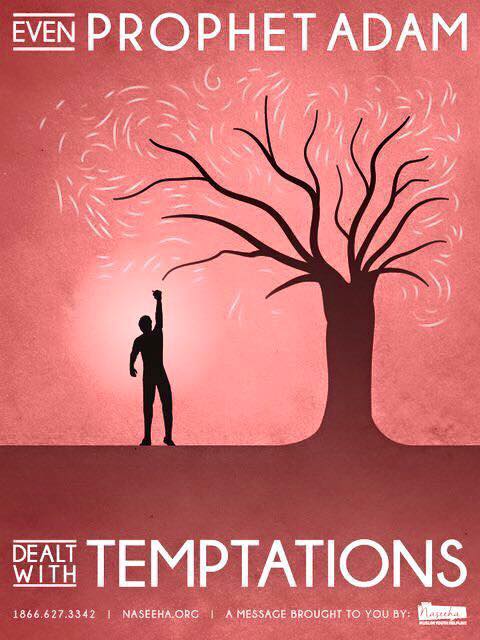 EVEN PROPHET ADAM
DEALT WITH TEMPTATIONS
1866.627.3342 | NASEEHA.ORG | A MESSAGE BROUGHT TO YOU BY: Naseeha
MUSLIM YOUTH HELPLINE